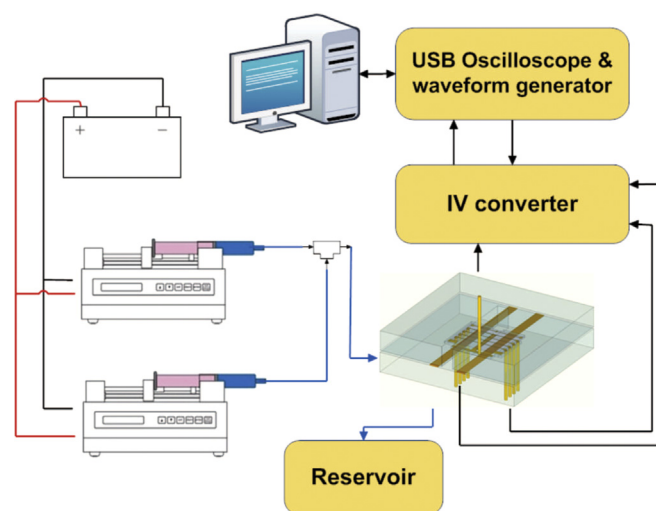 USB Oscilloscope &
waveform generator
+
−
IV converter
Reservoir